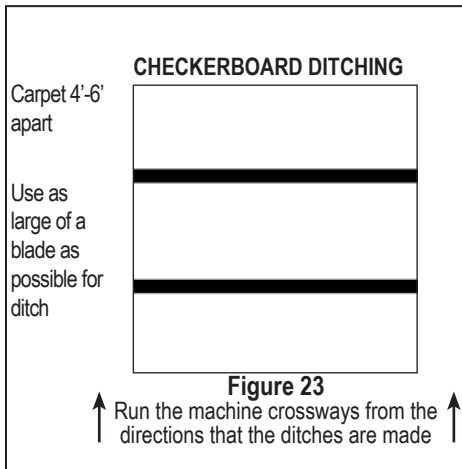 CHECKERBOARD DITCHING
Carpet 4’-6’
apart
Use as
large of a
blade as
possible for
ditch
Figure 23
Run the machine crossways from the
directions that the ditches are made